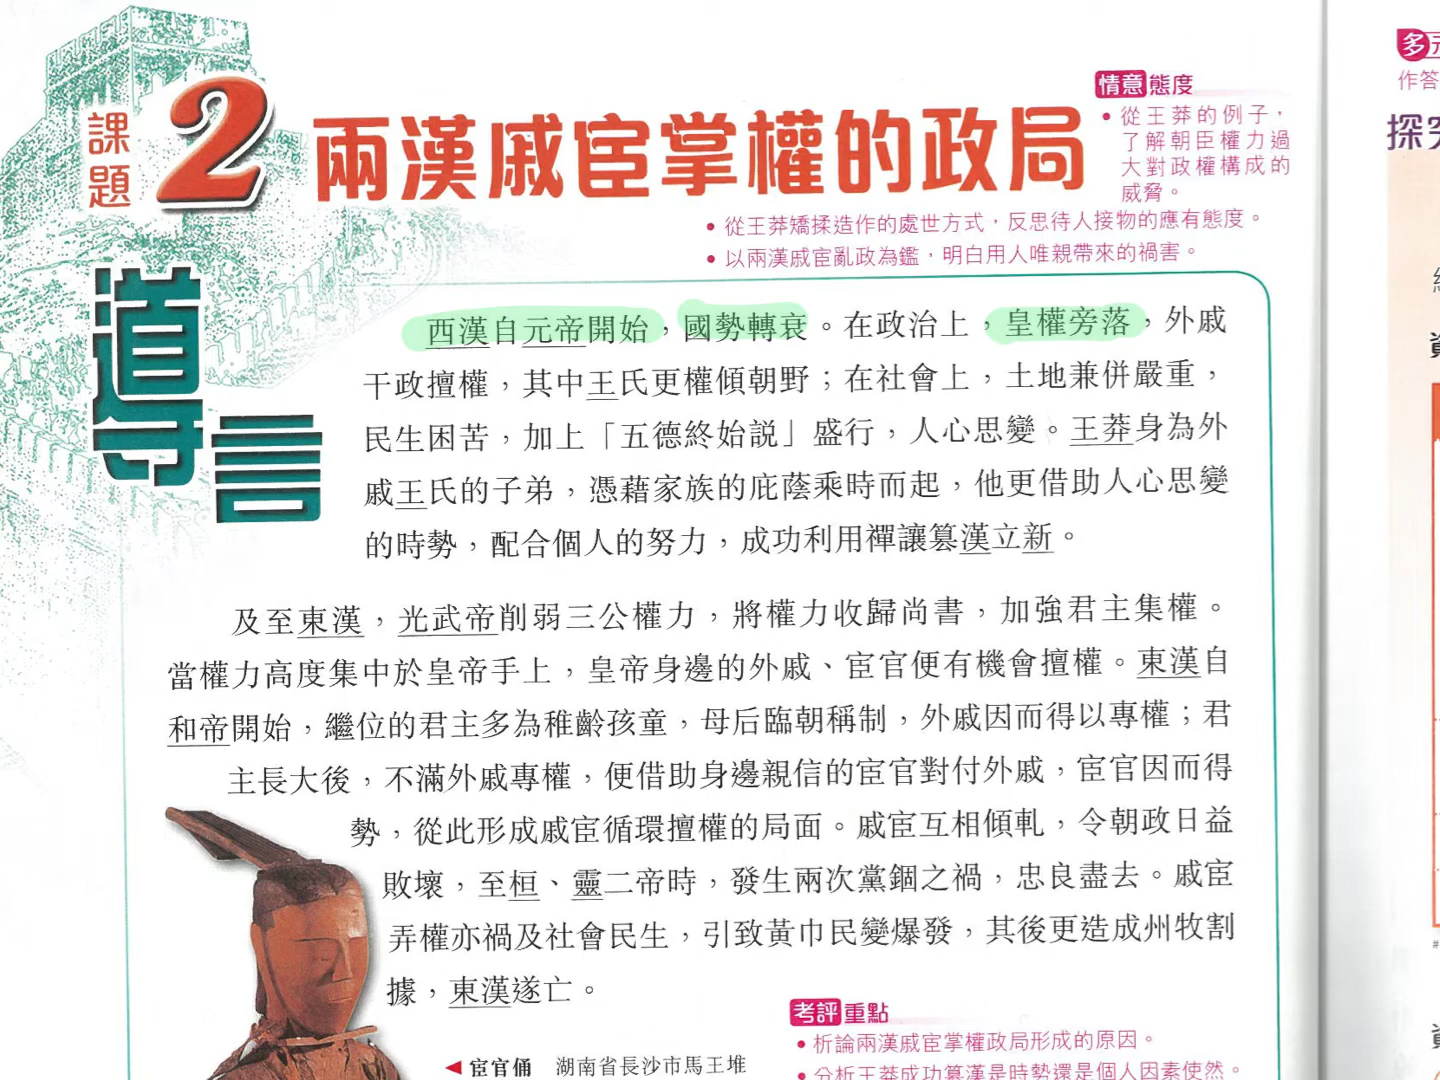 課題 2 兩漢戚宦掌權的政局
情意態度
•從王莽的例子，
了解朝臣權力過
大對政權構成的
威脅。
•從王莽矯揉造作的處世方式，反思待人接物的應有態度。
•以兩漢戚宦亂政為鑑，明白用人唯親帶來的禍害。
導言
西漢自元帝開始，國勢轉衰。在政治上，皇權旁落，外戚
干政擅權，其中王氏更權傾朝野；在社會上，土地兼併嚴重，
民生困苦，加上「五德終始説」盛行，人心思變。王莽身為外
戚王氏的子弟，憑藉家族的庇蔭乘時而起，他更借助人心思變
的時勢，配合個人的努力，成功利用禪讓篡漢立新。
及至東漢，光武帝削弱三公權力，將權力收歸尚書，加強君主集權。
當權力高度集中於皇帝手上，皇帝身邊的外戚、宦官便有機會擅權。東漢自
和帝開始，繼位的君主多為稚齡孩童，母后臨朝稱制，外戚因而得以專權；君
主長大後，不滿外戚專權，便借助身邊親信的宦官對付外戚，宦官因而得
勢，從此形成戚宦循環擅權的局面。戚宦互相傾軋，令朝政日益
敗壞，至桓、靈二帝時，發生兩次黨錮之禍，忠良盡去。戚宦
弄權亦禍及社會民生，引致黃巾民變爆發，其後更造成州牧割
據，東漢遂亡。
考評重點
•析論兩漢戚宦掌權政局形成的原因。
•分析王莽成功篡漢是時勢還是個人因素使然。
◀宦官俑 湖南省長沙市馬王堆
多
作答
探